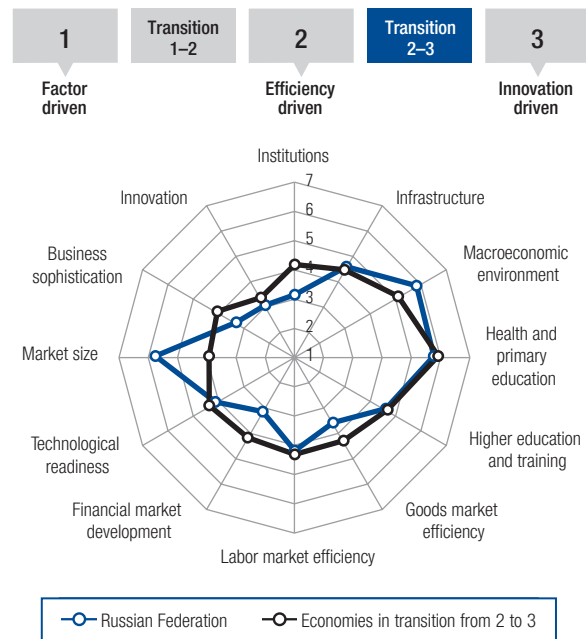 1
Transition
1–2
2
Transition
2–3
3
Factor
driven
Efficiency
driven
Innovation
driven
Institutions
7
6
5
4
3
2
1
Infrastructure
Macroeconomic
environment
Health and
primary
education
Higher education
and training
Goods market
efficiency
Labor market efficiency
Financial market
development
Technological
readiness
Market size
Business
sophistication
Innovation
Russian Federation
Economies in transition from 2 to 3